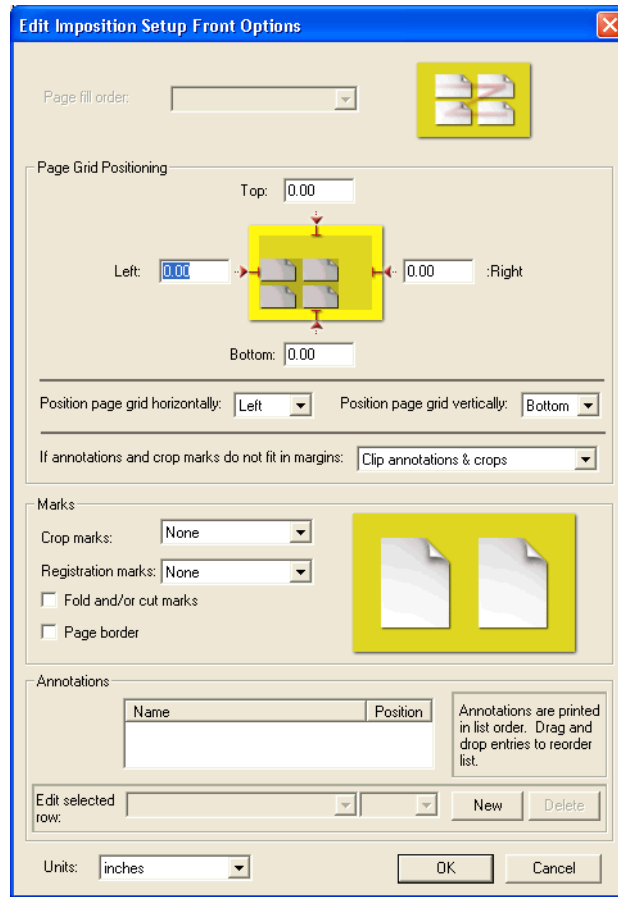 Edit Imposition Setup Front Options
Page fill order:
Page Grid Positioning
Top: 0.00
Left: 0.00
0.00 :Right
Bottom: 0.00
Position page grid horizontally: Left Position page grid vertically: Bottom
If annotations and crop marks do not fit in margins: Clip annotations & crops
Marks
Crop marks: None
Registration marks: None
Fold and/or cut marks
Page border
Annotations
Name Position
Annotations are printed
in list order. Drag and
drop entries to reorder
list.
Edit selected
row:
New Delete
Units: inches OK Cancel